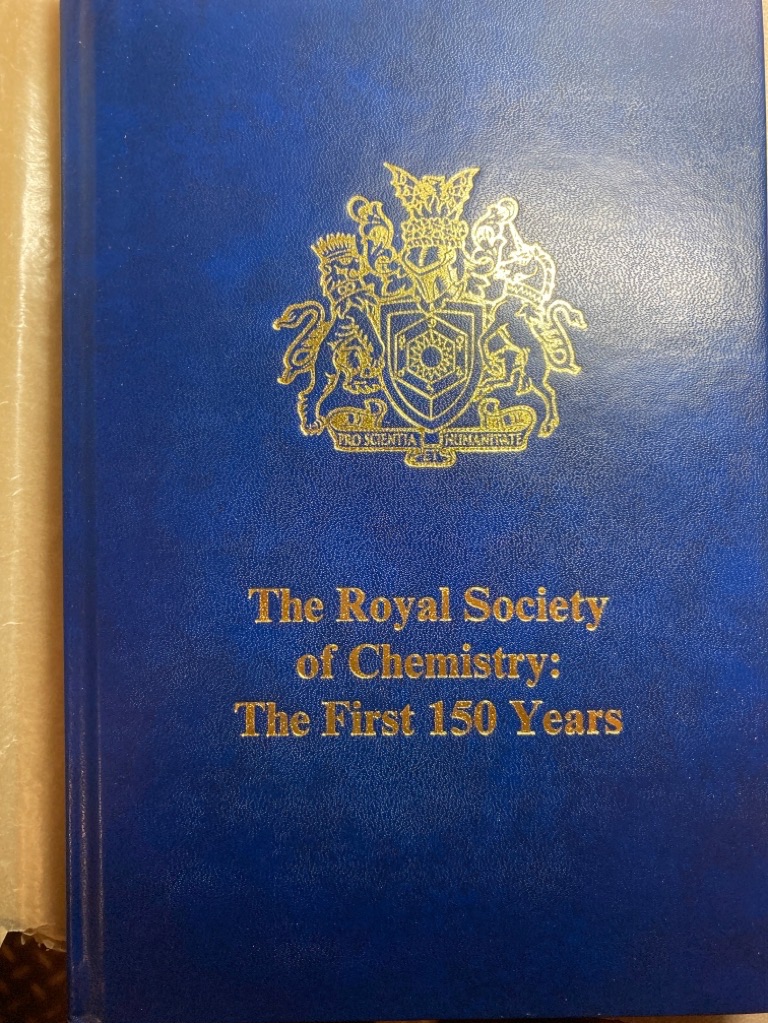 PRO SCIENTIA HUMANITATE
ET
The Royal Society
of Chemistry:
The First 150 Years